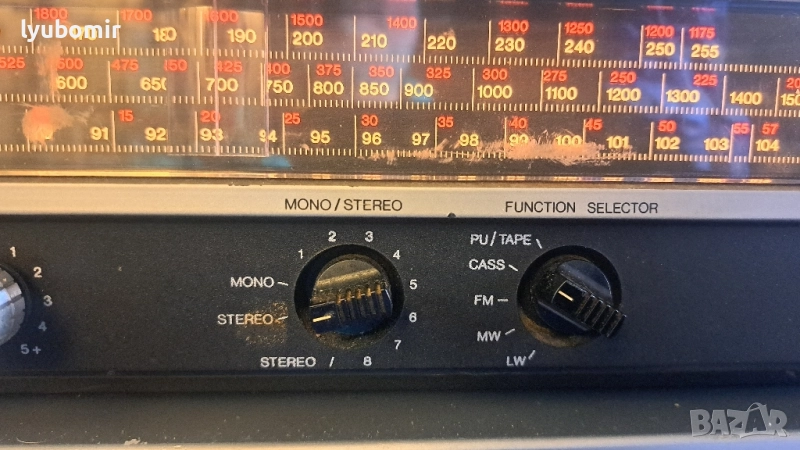 1800 1700 1600 1500 1400 1300 1250 1200 1175
lyubomir
180 190 200 210 220 230 240 250 255
525 500 475 450 400 375 350 325 300 275 250 225
600 650 700 750 800 850 900 1000 1100 1200 1300 1400
15 20 25 30 35 40 45 50 55 57
91 92 93 94 95 96 97 98 99 100 101 102 103 104
MONO/STEREO FUNCTION SELECTOR
1 2 3 4 5 6 7 8
MONO
STEREO
STEREO /
PU/TAPE
CASS
FM
MW
LW
1
2
3
4
5+
BAZAR